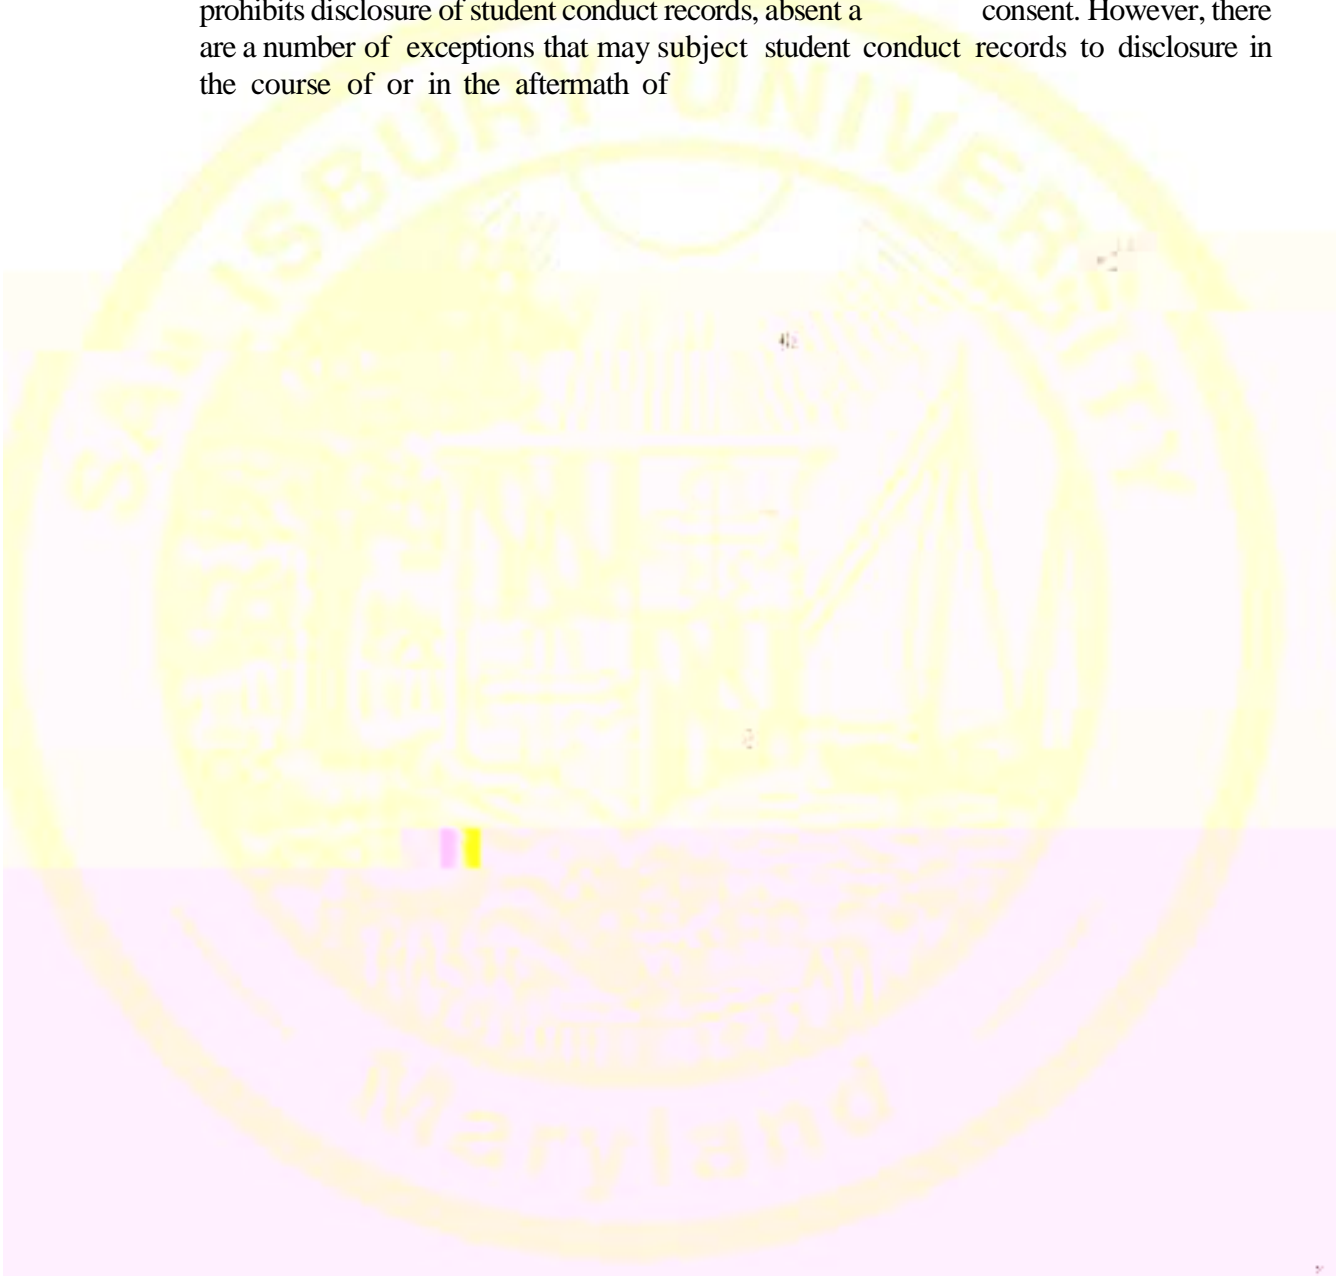 prohibits disclosure of student conduct records, absent a consent. However, there
are a number of exceptions that may subject student conduct records to disclosure in
the course of or in the aftermath of
SALISBURY UNIVERSITY
Maryland